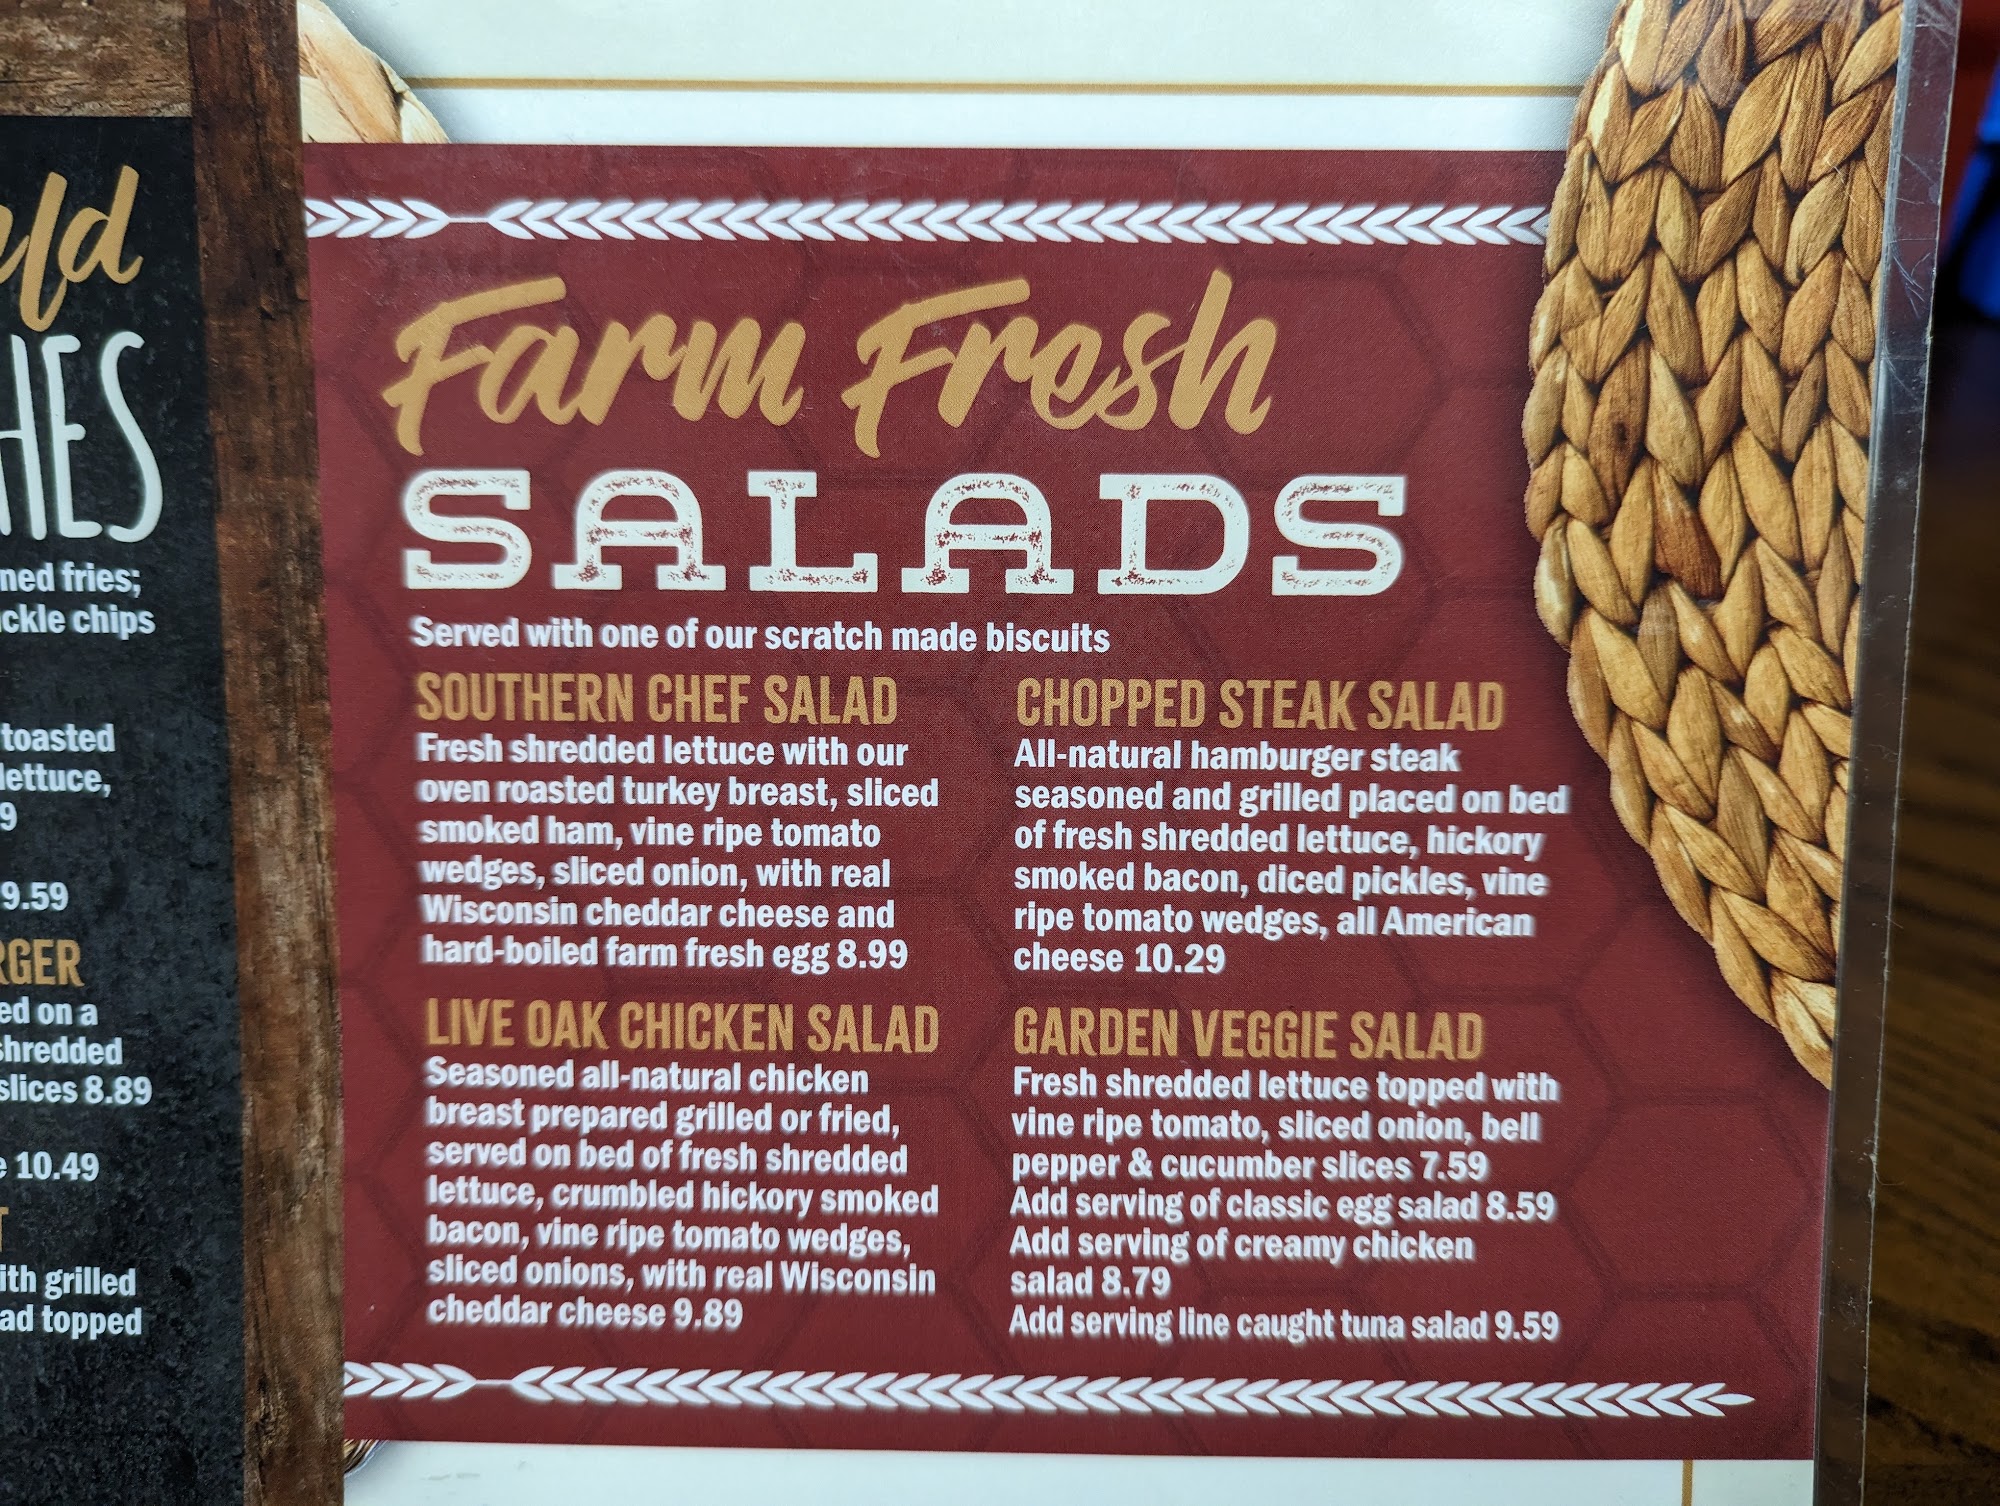 HES
ned fries;
ckle chips
toasted
lettuce,
9
9.59
RGER
ed on a
shredded
slices 8.89
10.49
ith grilled
ad topped
Farm Fresh
SALADS
Served with one of our scratch made biscuits
SOUTHERN CHEF SALAD
Fresh shredded lettuce with our
oven roasted turkey breast, sliced
smoked ham, vine ripe tomato
wedges, sliced onion, with real
Wisconsin cheddar cheese and
hard-boiled farm fresh egg 8.99
LIVE OAK CHICKEN SALAD
Seasoned all-natural chicken
breast prepared grilled or fried,
served on bed of fresh shredded
lettuce, crumbled hickory smoked
bacon, vine ripe tomato wedges,
sliced onions, with real Wisconsin
cheddar cheese 9.89
CHOPPED STEAK SALAD
All-natural hamburger steak
seasoned and grilled placed on bed
of fresh shredded lettuce, hickory
smoked bacon, diced pickles, vine
ripe tomato wedges, all American
cheese 10.29
GARDEN VEGGIE SALAD
Fresh shredded lettuce topped with
vine ripe tomato, sliced onion, bell
pepper & cucumber slices 7.59
Add serving of classic egg salad 8.59
Add serving of creamy chicken
salad 8.79
Add serving line caught tuna salad 9.59